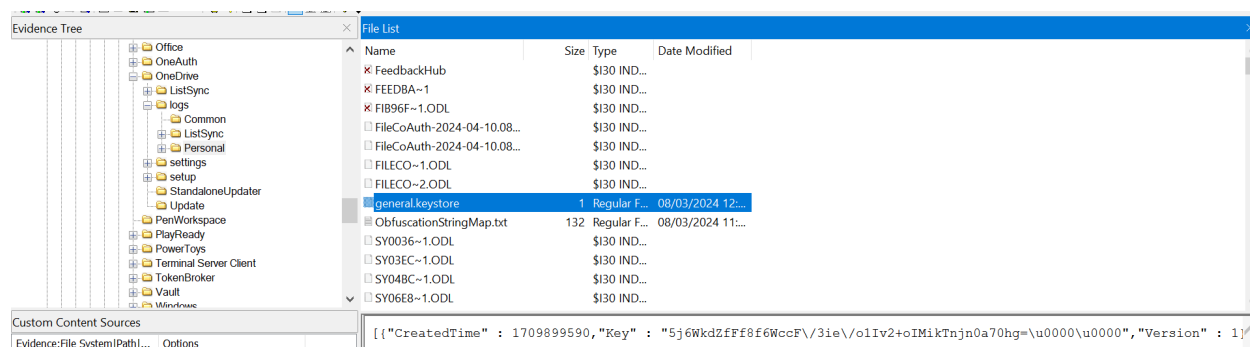 Evidence Tree
Office
OneAuth
OneDrive
ListSync
logs
Common
ListSync
Personal
settings
setup
StandaloneUpdater
Update
PenWorkspace
PlayReady
PowerToys
Terminal Server Client
TokenBroker
Vault
Windows
Custom Content Sources
Evidence:File System|Path|... Options
File List
Name Size Type Date Modified
FeedbackHub $I30 IND...
FEEDBA~1 $I30 IND...
FIB96F~1.ODL $I30 IND...
FileCoAuth-2024-04-10.08... $I30 IND...
FileCoAuth-2024-04-10.08... $I30 IND...
FILECO~1.ODL $I30 IND...
FILECO~2.ODL $I30 IND...
general.keystore 1 Regular F... 08/03/2024 12:...
ObfuscationStringMap.txt 132 Regular F... 08/03/2024 11:...
SY0036~1.ODL $I30 IND...
SY03EC~1.ODL $I30 IND...
SY04BC~1.ODL $I30 IND...
SY06E8~1.ODL $I30 IND...
[{"CreatedTime" : 1709899590,"Key" : "5j6WkdZfFf8f6WccF\/3ie\/o1Iv2+oIMikTnjn0a70hg=\u0000\u0000","Version" : 1}